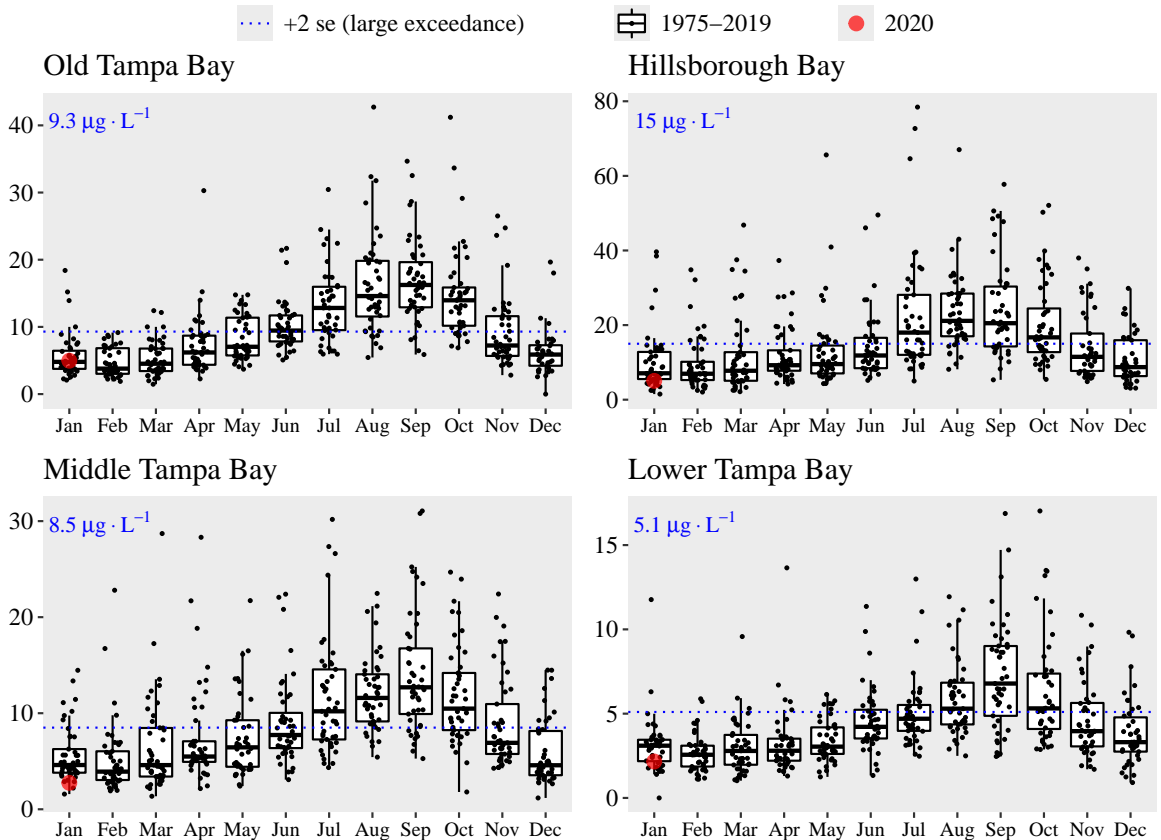 +2 se (large exceedance) 1975–2019 2020
Old Tampa Bay
9.3 μg · L⁻¹
40
30
20
10
0
Jan Feb Mar Apr May Jun Jul Aug Sep Oct Nov Dec
Hillsborough Bay
15 μg · L⁻¹
80
60
40
20
0
Jan Feb Mar Apr May Jun Jul Aug Sep Oct Nov Dec
Middle Tampa Bay
8.5 μg · L⁻¹
30
20
10
0
Jan Feb Mar Apr May Jun Jul Aug Sep Oct Nov Dec
Lower Tampa Bay
5.1 μg · L⁻¹
15
10
5
0
Jan Feb Mar Apr May Jun Jul Aug Sep Oct Nov Dec